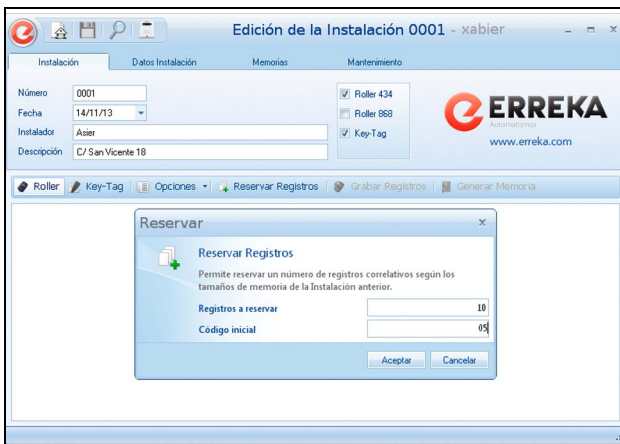 Edición de la Instalación 0001 - xabier
Instalación Datos Instalación Memorias Mantenimiento
Número 0001
Fecha 14/11/13
Instalador Asier
Descripción C/ San Vicente 18
Roller 434
Roller 868
Key-Tag
ERREKA
Automatismos
www.erreka.com
Roller Key-Tag Opciones Reservar Registros Grabar Registros Generar Memoria
Reservar
Reservar Registros
Permite reservar un número de registros correlativos según los
tamaños de memoria de la Instalación anterior.
Registros a reservar 10
Código inicial 05
Aceptar Cancelar